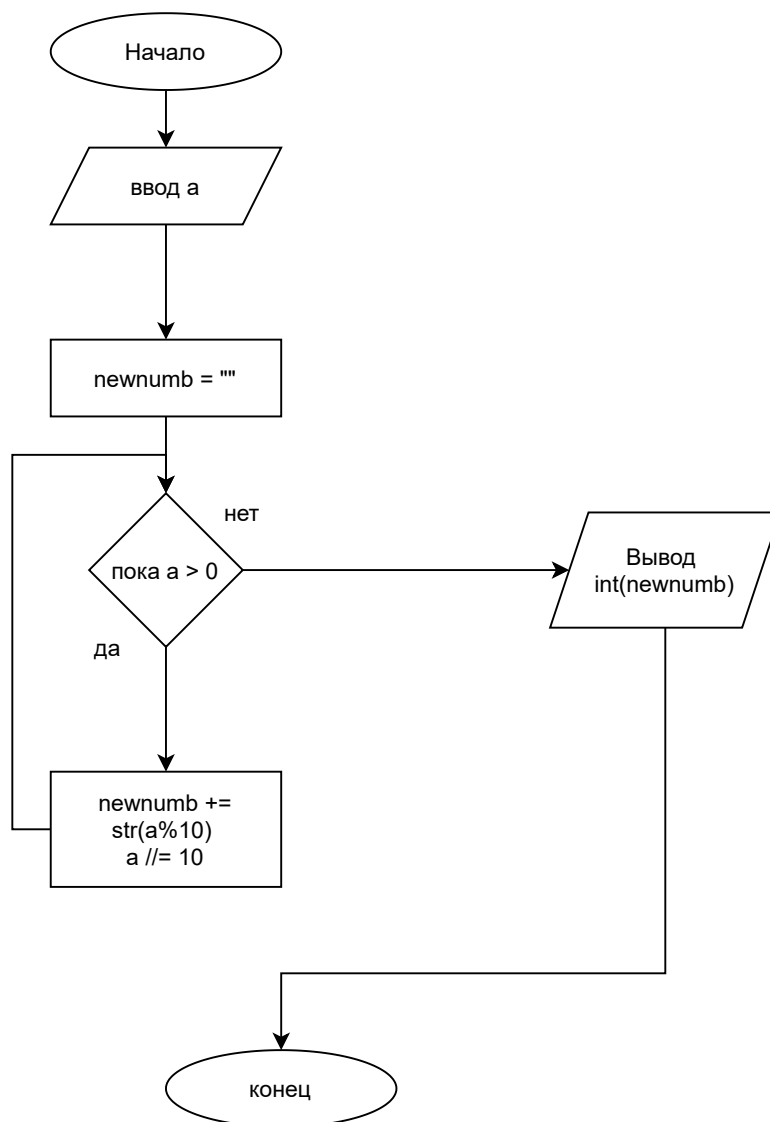 Начало
ввод a
newnumb = ""
нет
пока a > 0
Вывод
int(newnumb)
да
newnumb +=
str(a%10)
a //= 10
конец